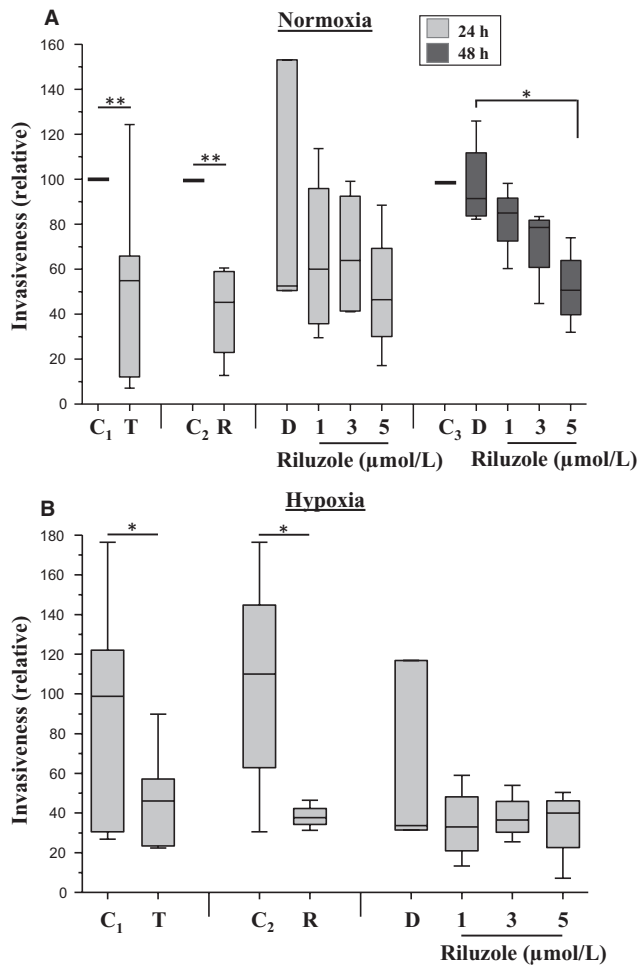 A
Normoxia
24 h
48 h
160
140
120
100
80
60
40
20
0
Invasiveness (relative)
**
**
*
C₁ T C₂ R D 1 3 5 C₃ D 1 3 5
Riluzole (µmol/L) Riluzole (µmol/L)
B
Hypoxia
180
160
140
120
100
80
60
40
20
0
Invasiveness (relative)
*
*
C₁ T C₂ R D 1 3 5
Riluzole (µmol/L)